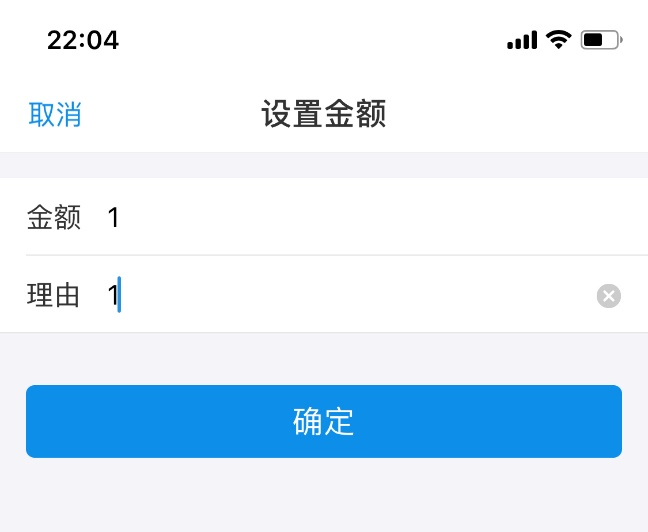 22:04
取消 设置金额
金额 1
理由 1
确定